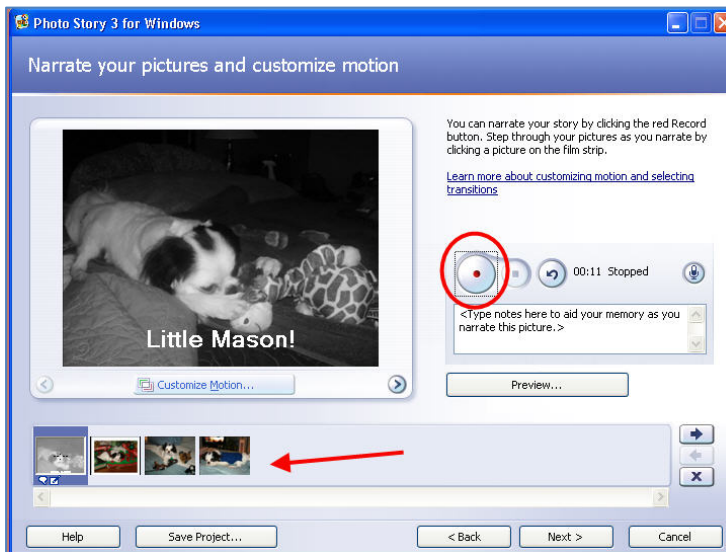 Photo Story 3 for Windows
Narrate your pictures and customize motion
You can narrate your story by clicking the red Record
button. Step through your pictures as you narrate by
clicking a picture on the film strip.
Learn more about customizing motion and selecting
transitions
00:11 Stopped
<Type notes here to aid your memory as you
narrate this picture.>
Little Mason!
Customize Motion...
Preview...
Help
Save Project...
< Back
Next >
Cancel